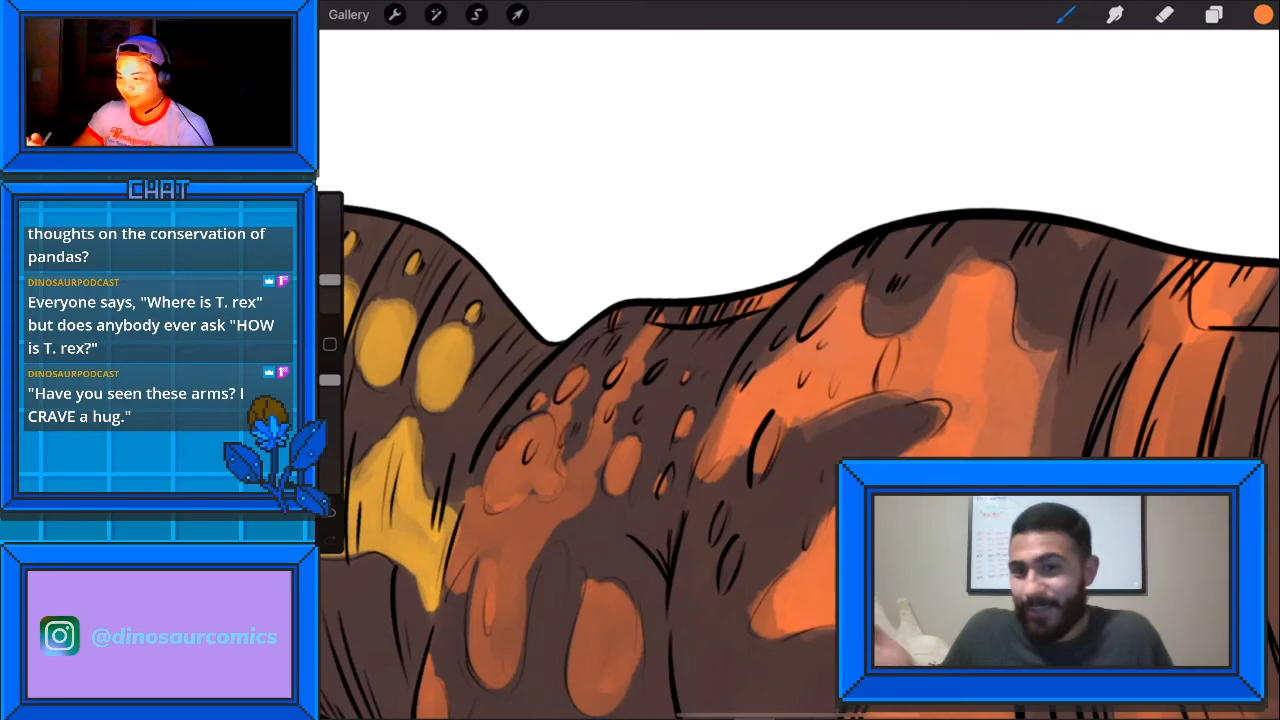 Gallery
CHAT
thoughts on the conservation of
pandas?
DINOSAURPODCAST
Everyone says, "Where is T. rex"
but does anybody ever ask "HOW
is T. rex?"
DINOSAURPODCAST
"Have you seen these arms? I
CRAVE a hug."
@dinosaurcomics